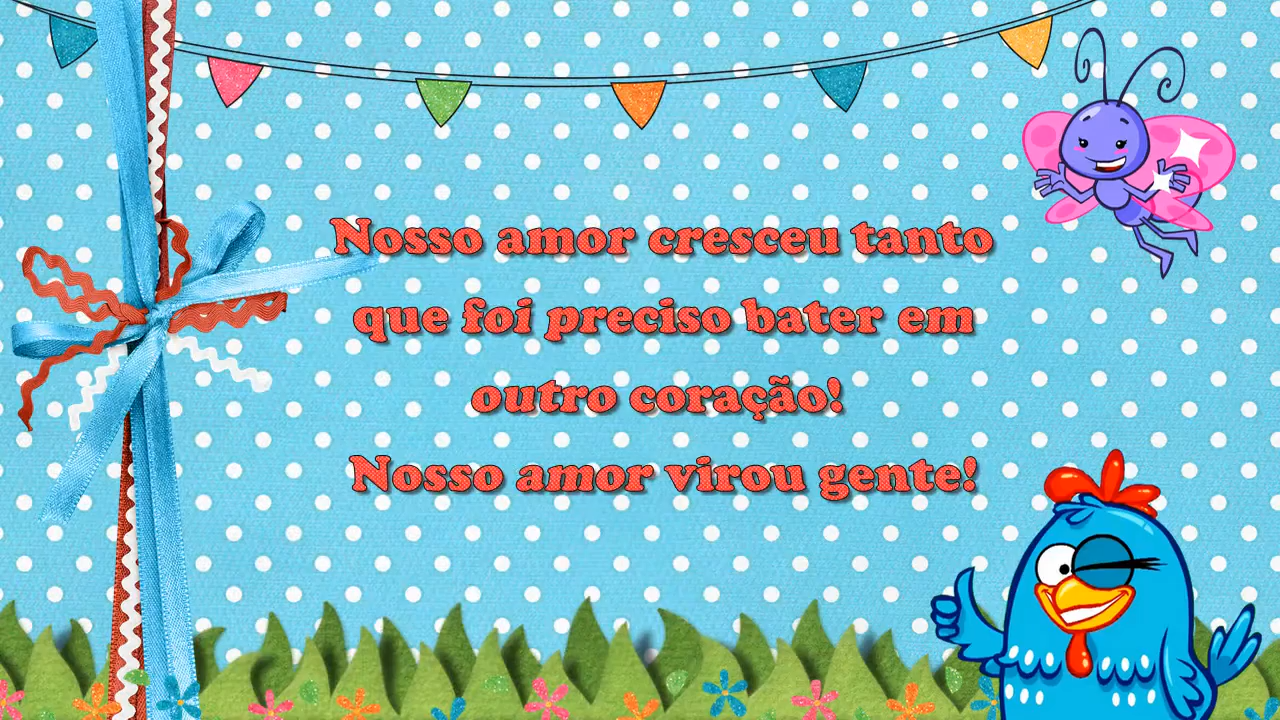 Nosso amor cresceu tanto
que foi preciso bater em
outro coração!
Nosso amor virou gente!